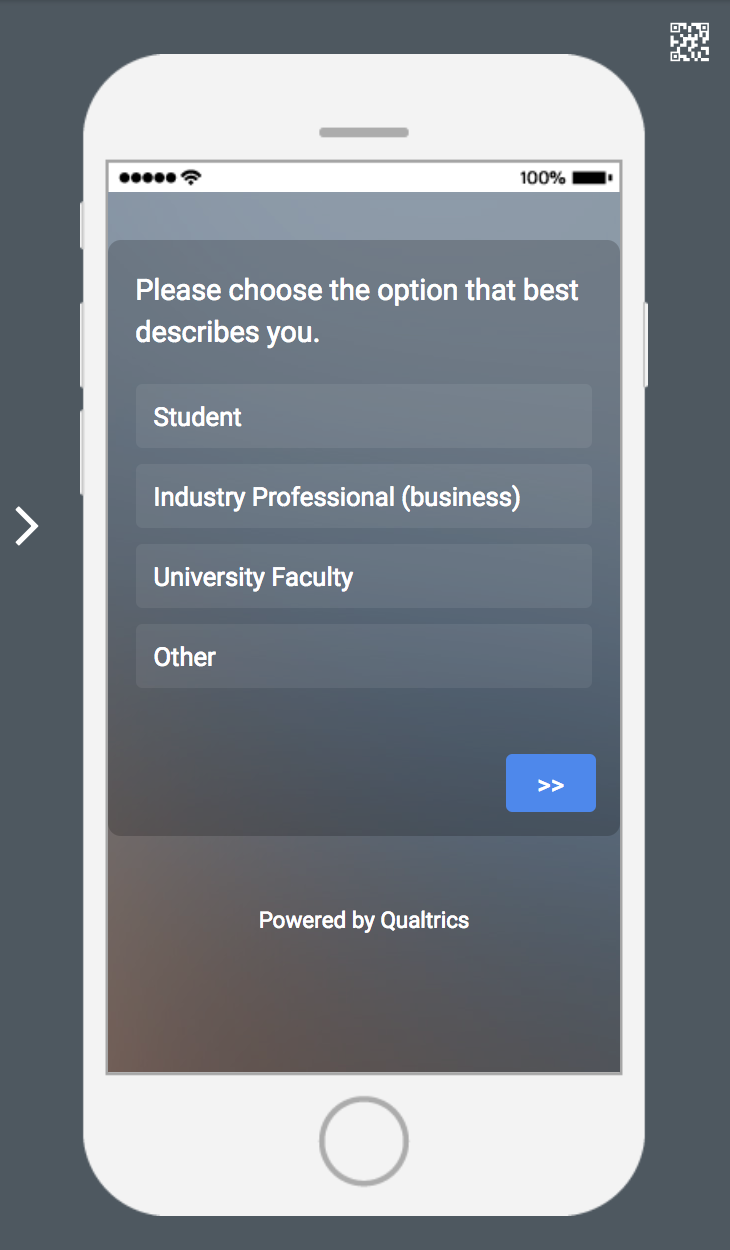 100%
Please choose the option that best
describes you.
Student
Industry Professional (business)
University Faculty
Other
>>
Powered by Qualtrics